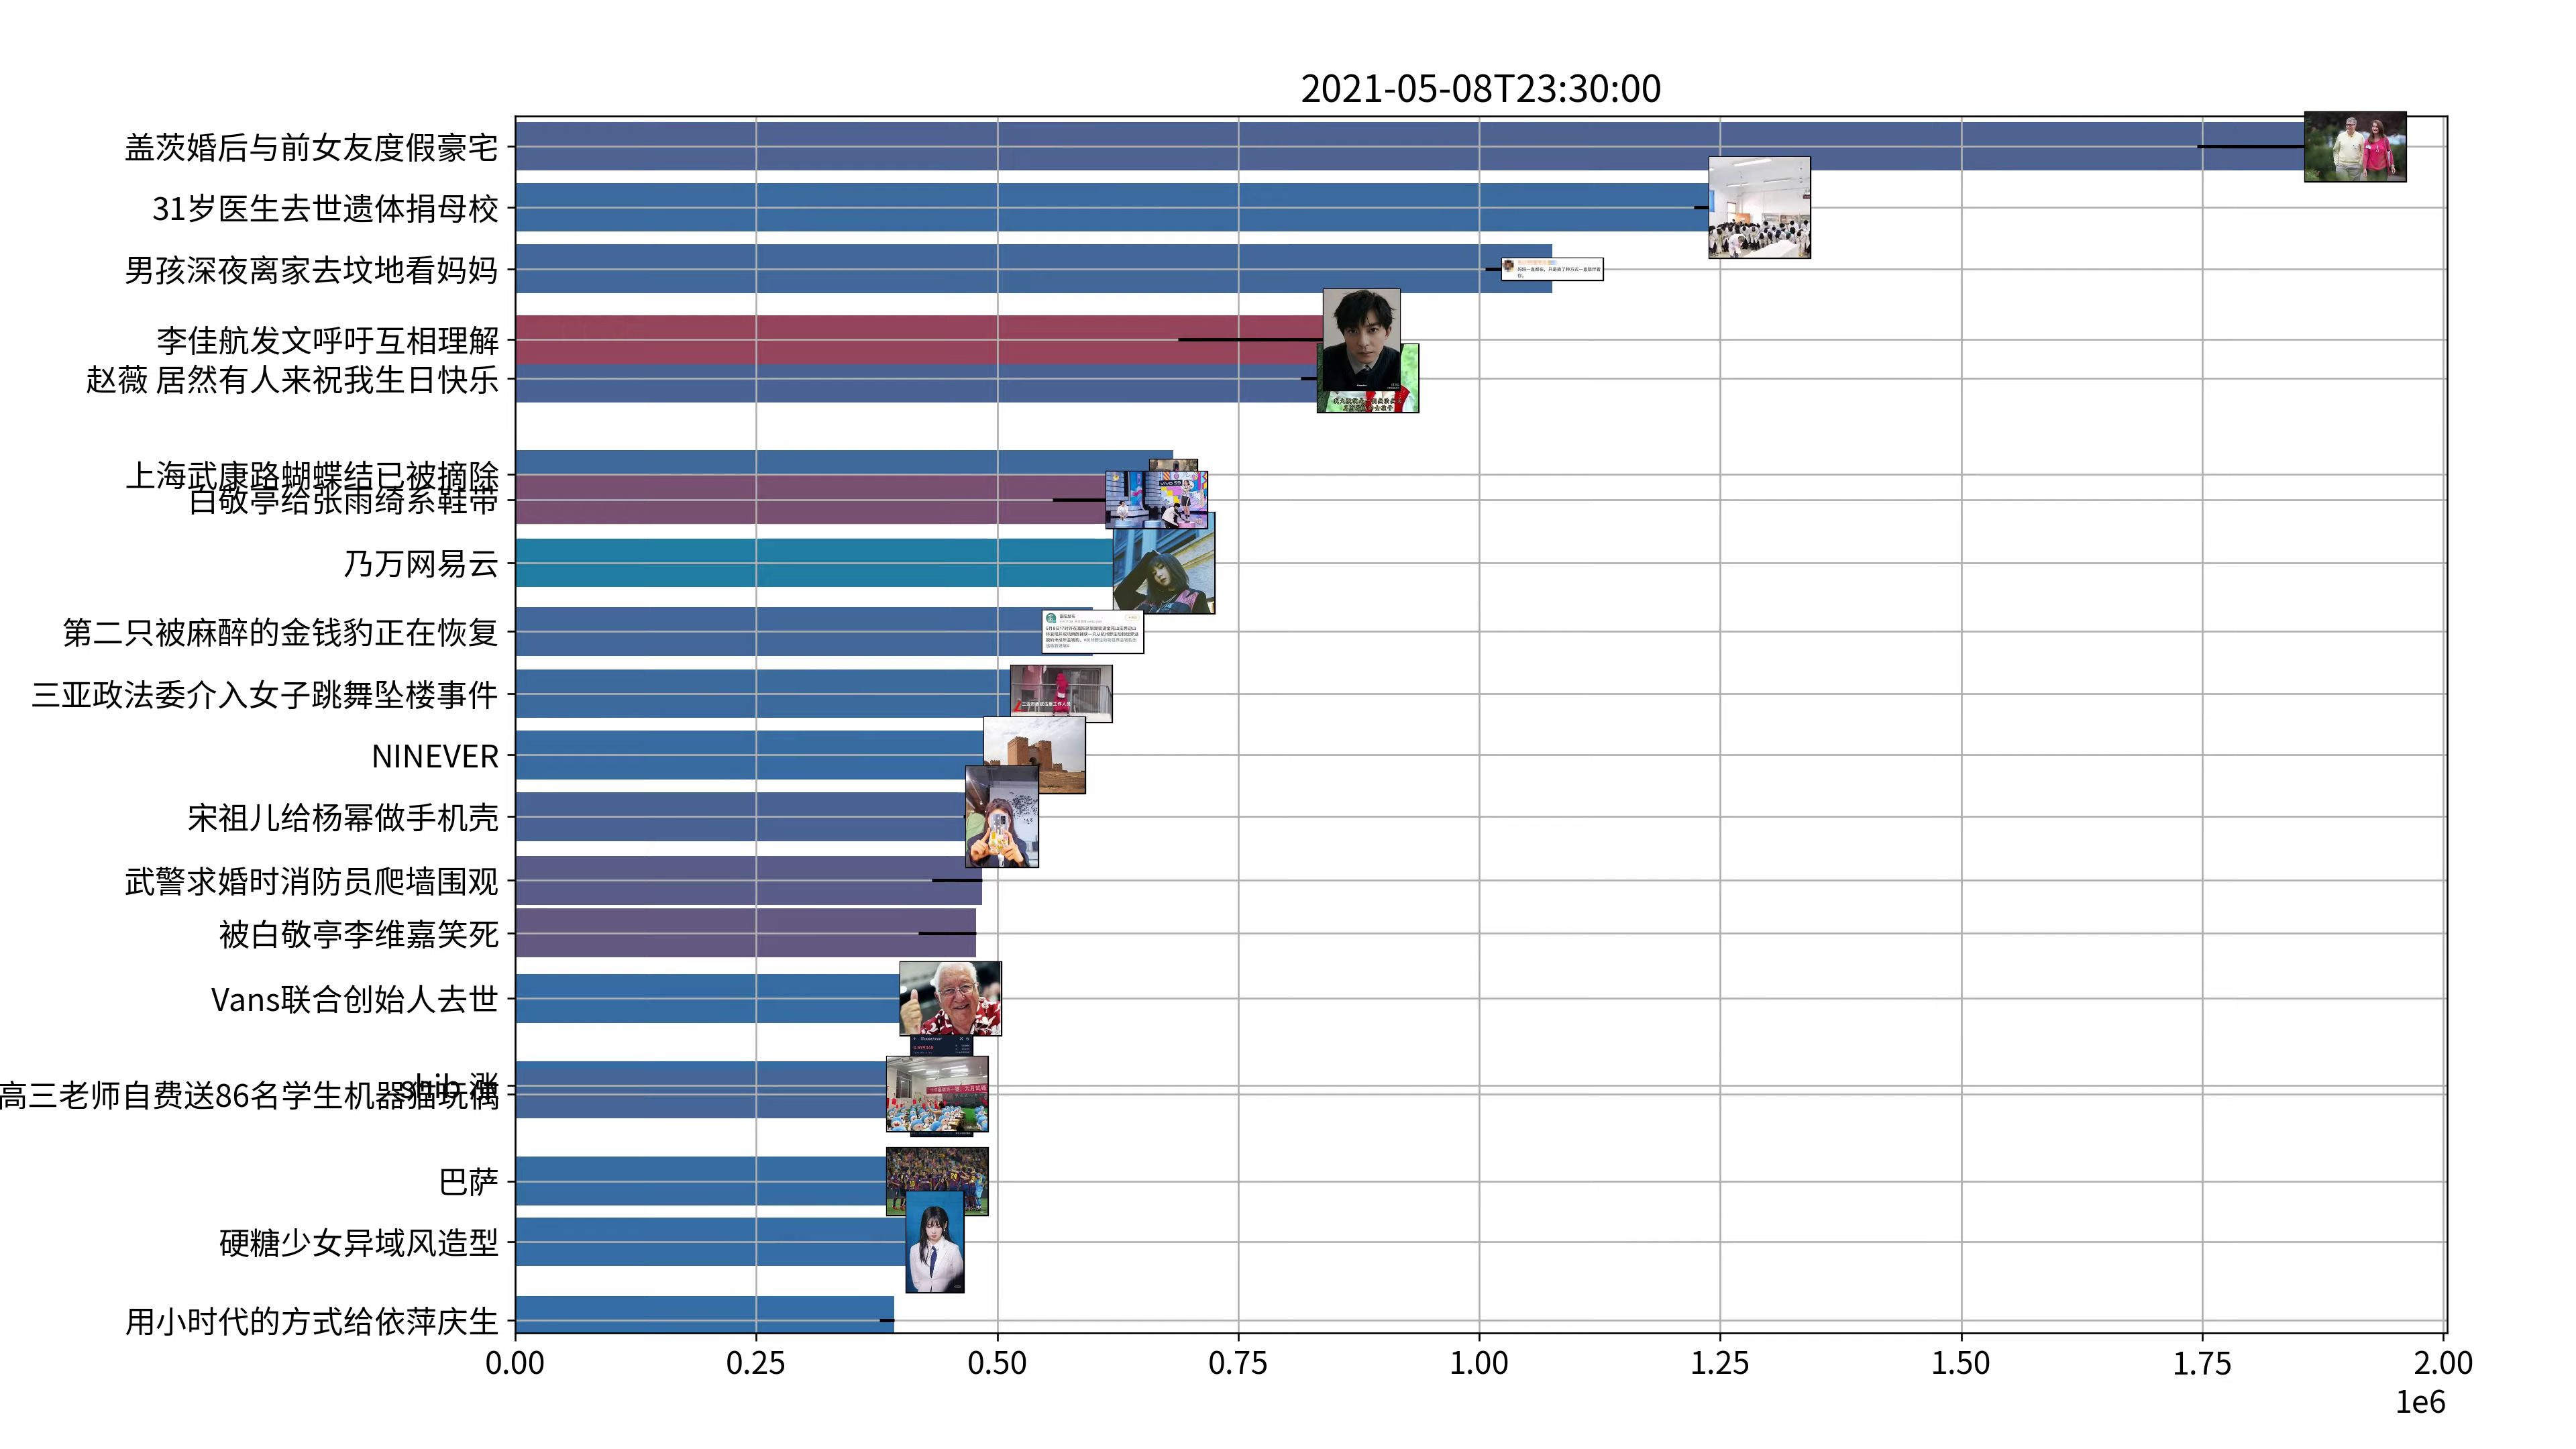 2021-05-08T23:30:00
盖茨婚后与前女友度假豪宅
31岁医生去世遗体捐母校
男孩深夜离家去坟地看妈妈
李佳航发文呼吁互相理解
赵薇 居然有人来祝我生日快乐
上海武康路蝴蝶结已被摘除
白敬亭给张雨绮系鞋带
乃万网易云
第二只被麻醉的金钱豹正在恢复
三亚政法委介入女子跳舞坠楼事件
NINEVER
宋祖儿给杨幂做手机壳
武警求婚时消防员爬墙围观
被白敬亭李维嘉笑死
Vans联合创始人去世
shib 涨
高三老师自费送86名学生机器猫玩偶
巴萨
硬糖少女异域风造型
用小时代的方式给依萍庆生
0.00 0.25 0.50 0.75 1.00 1.25 1.50 1.75 2.00
1e6